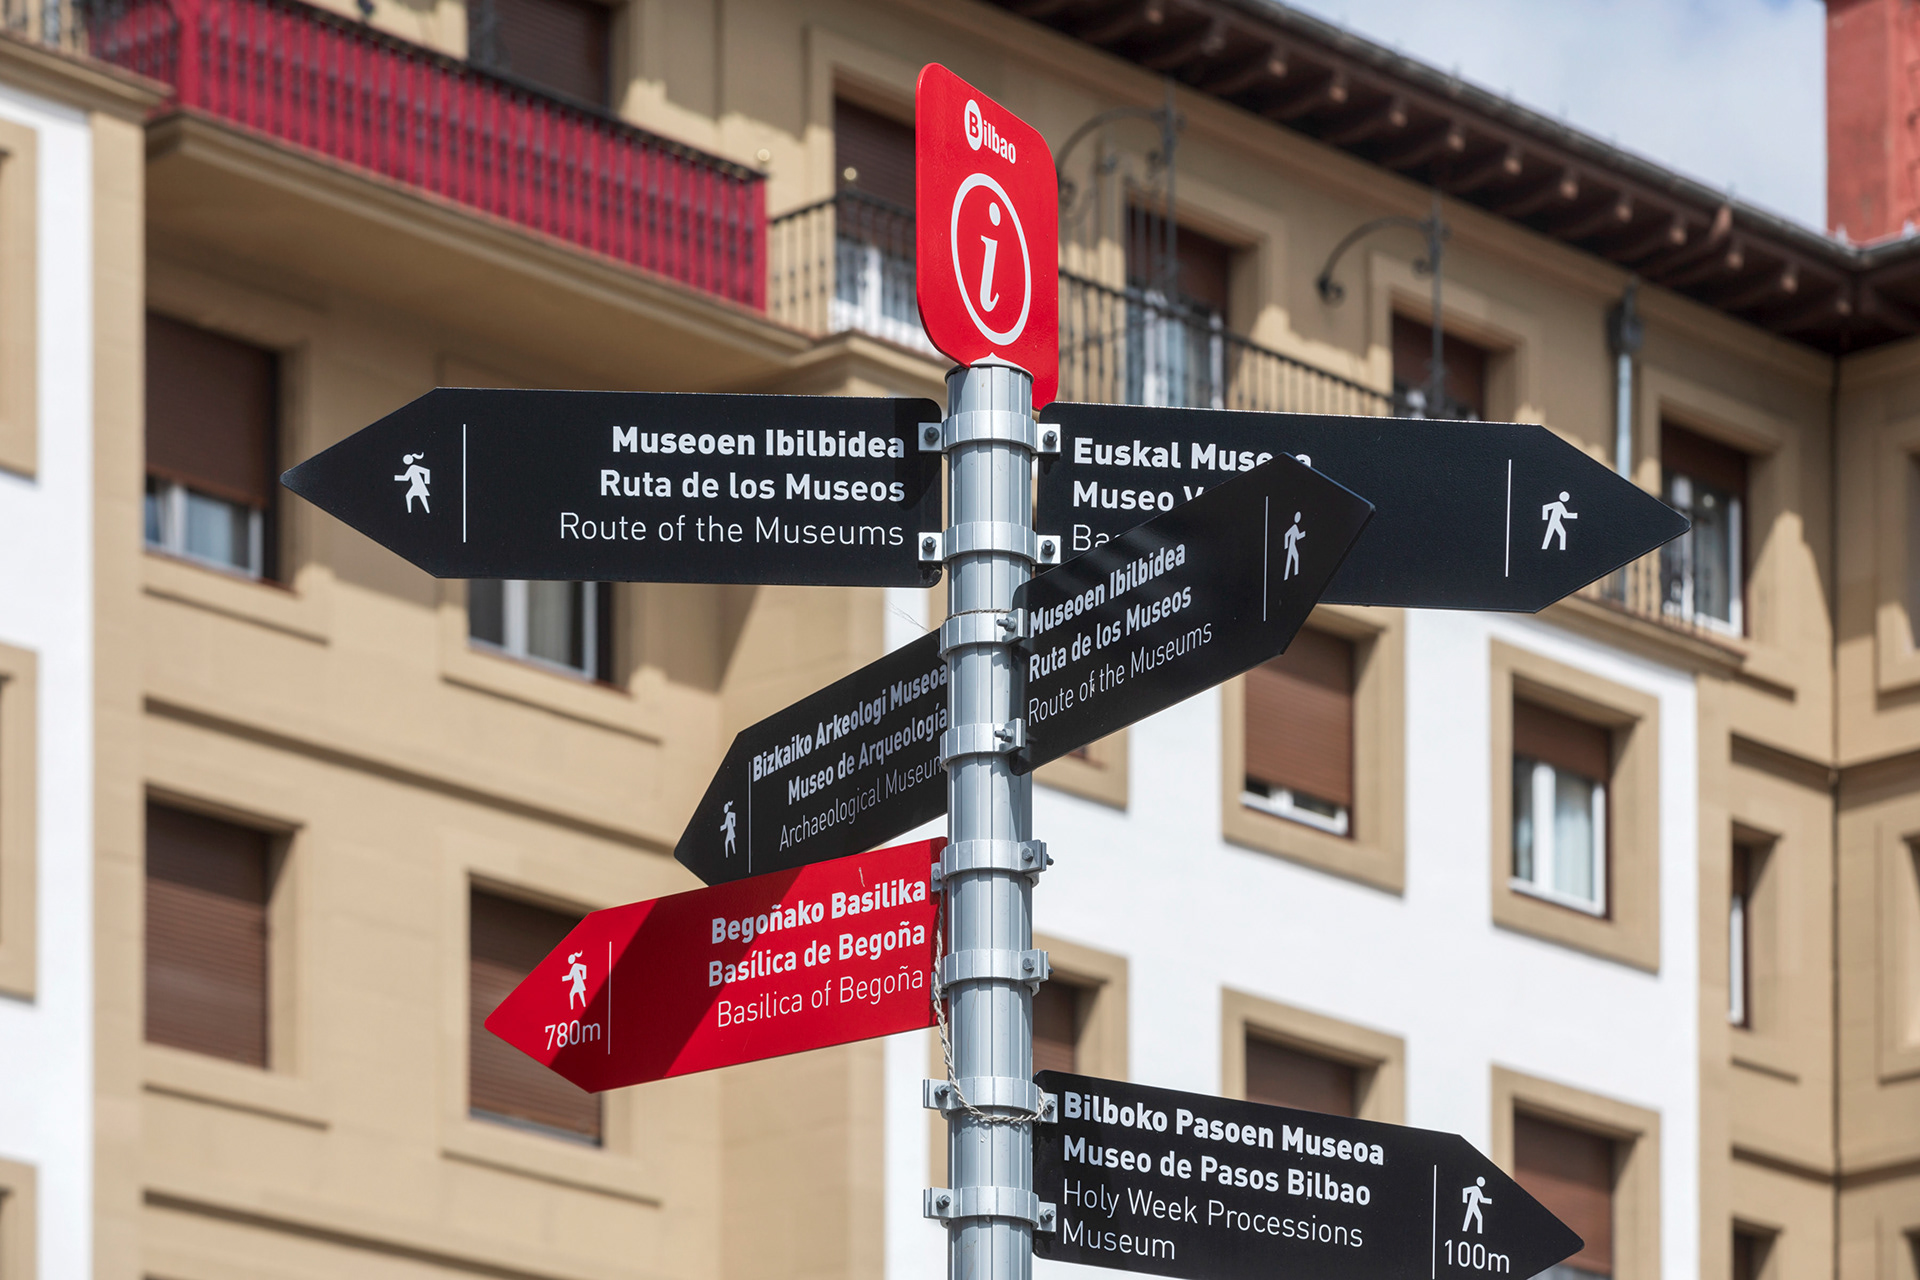 Bilbao
i
Museoen Ibilbidea
Ruta de los Museos
Route of the Museums
Euskal
Museo
Museoen Ibilbidea
Ruta de los Museos
Route of the Museums
Bizkaiko Arkeologi Museoa
Museo de Arqueología
Archaeological Museum
Begoñako Basilika
Basílica de Begoña
Basilica of Begoña
780m
Bilboko Pasoen Museoa
Museo de Pasos Bilbao
Holy Week Processions
Museum
100m